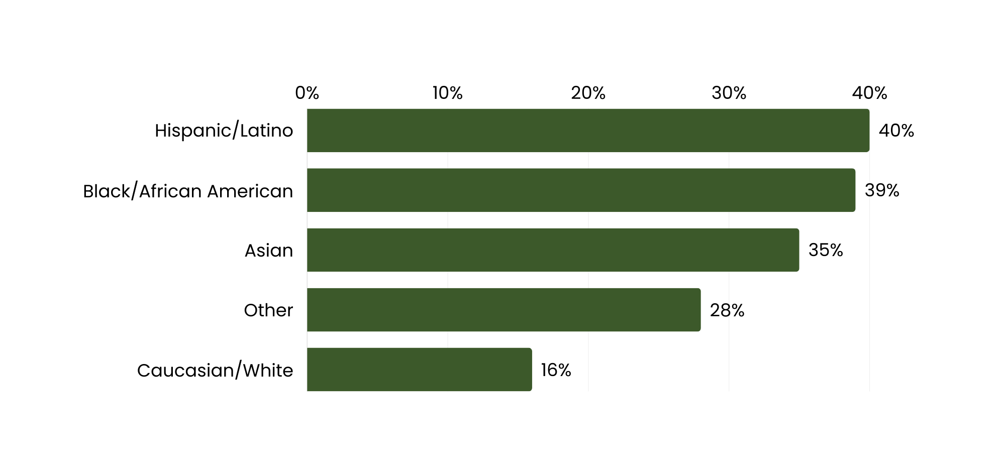 0% 10% 20% 30% 40%
Hispanic/Latino 40%
Black/African American 39%
Asian 35%
Other 28%
Caucasian/White 16%